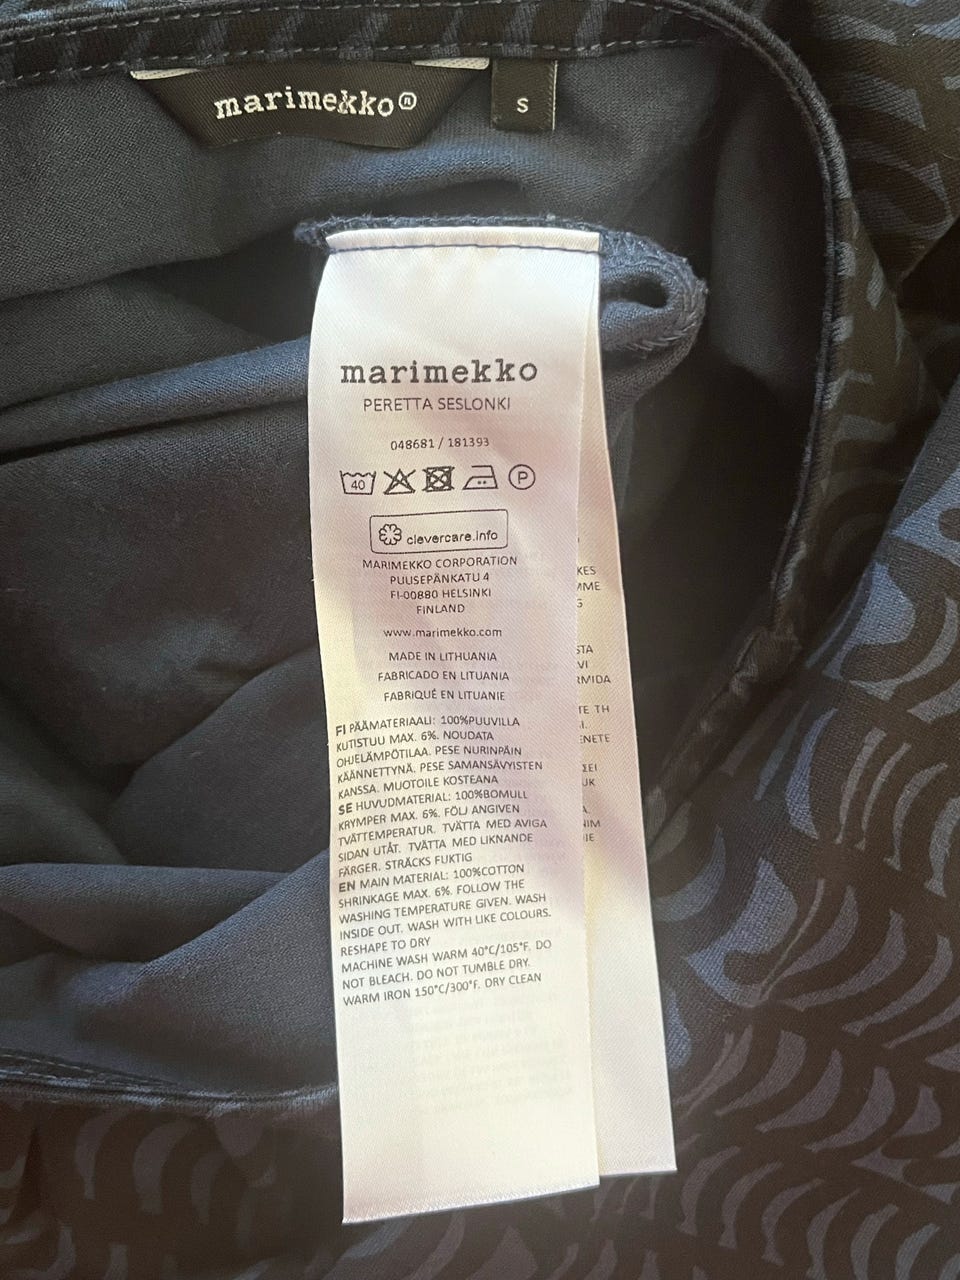 marimekko®
S
marimekko
PERETTA SESLONKI
048681 / 181393
40
P
clevercare.info
MARIMEKKO CORPORATION
PUUSEPÄNKATU 4
FI-00880 HELSINKI
FINLAND
www.marimekko.com
MADE IN LITHUANIA
FABRICADO EN LITUANIA
FABRIQUÉ EN LITUANIE
FI PÄÄMATERIAALI: 100%PUUVILLA
KUTISTUU MAX. 6%. NOUDATA
OHJELÄMPÖTILAA. PESE NURINPÄIN
KÄÄNNETTYNÄ. PESE SAMANSÄVYISTEN
KANSSA. MUOTOILE KOSTEANA
SE HUVUDMATERIAL: 100%BOMULL
KRYMPER MAX. 6%. FÖLJ ANGIVEN
TVÄTTEMPERATUR. TVÄTTA MED AVIGA
SIDAN UTÅT. TVÄTTA MED LIKNANDE
FÄRGER. STRÄCKS FUKTIG
EN MAIN MATERIAL: 100%COTTON
SHRINKAGE MAX. 6%. FOLLOW THE
WASHING TEMPERATURE GIVEN. WASH
INSIDE OUT. WASH WITH LIKE COLOURS.
RESHAPE TO DRY
MACHINE WASH WARM 40°C/105°F. DO
NOT BLEACH. DO NOT TUMBLE DRY.
WARM IRON 150°C/300°F. DRY CLEAN